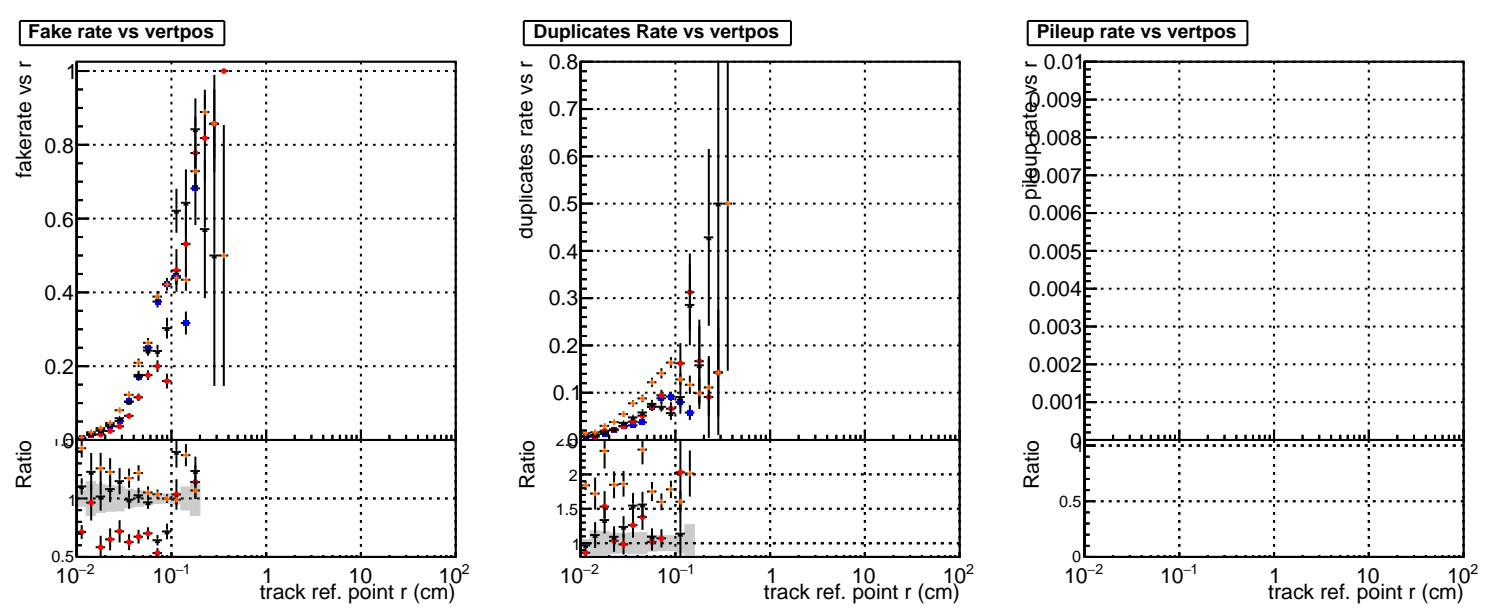 Fake rate vs vertpos
fakerate vs r
1
0.8
0.6
0.4
0.2
0
Ratio
1
0.5
10⁻² 10⁻¹ 1 10 10²
track ref. point r (cm)
Duplicates Rate vs vertpos
duplicates rate vs r
0.8
0.7
0.6
0.5
0.4
0.3
0.2
0.1
0
Ratio
2
1.5
1
10⁻² 10⁻¹ 1 10 10²
track ref. point r (cm)
Pileup rate vs vertpos
pileup rate vs r
0.01
0.009
0.008
0.007
0.006
0.005
0.004
0.003
0.002
0.001
0
Ratio
1
0.5
0
10⁻² 10⁻¹ 1 10 10²
track ref. point r (cm)